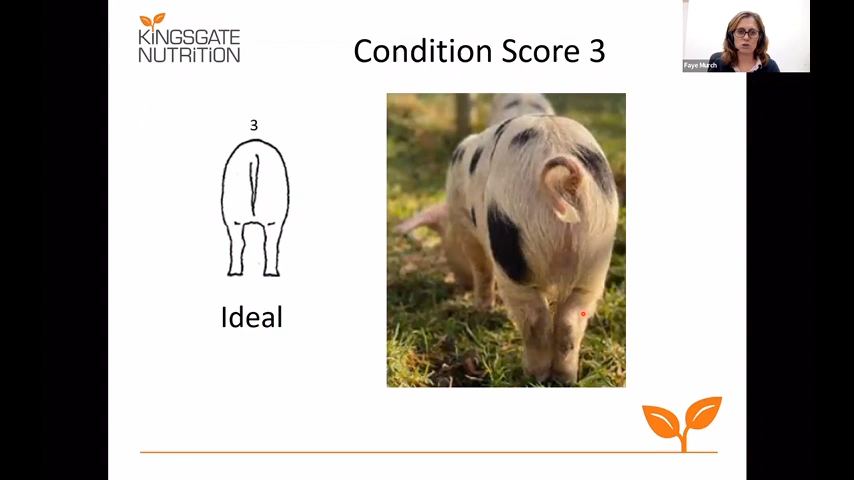 KINGSGATE
NUTRITION
Condition Score 3
Faye Murch
3
Ideal